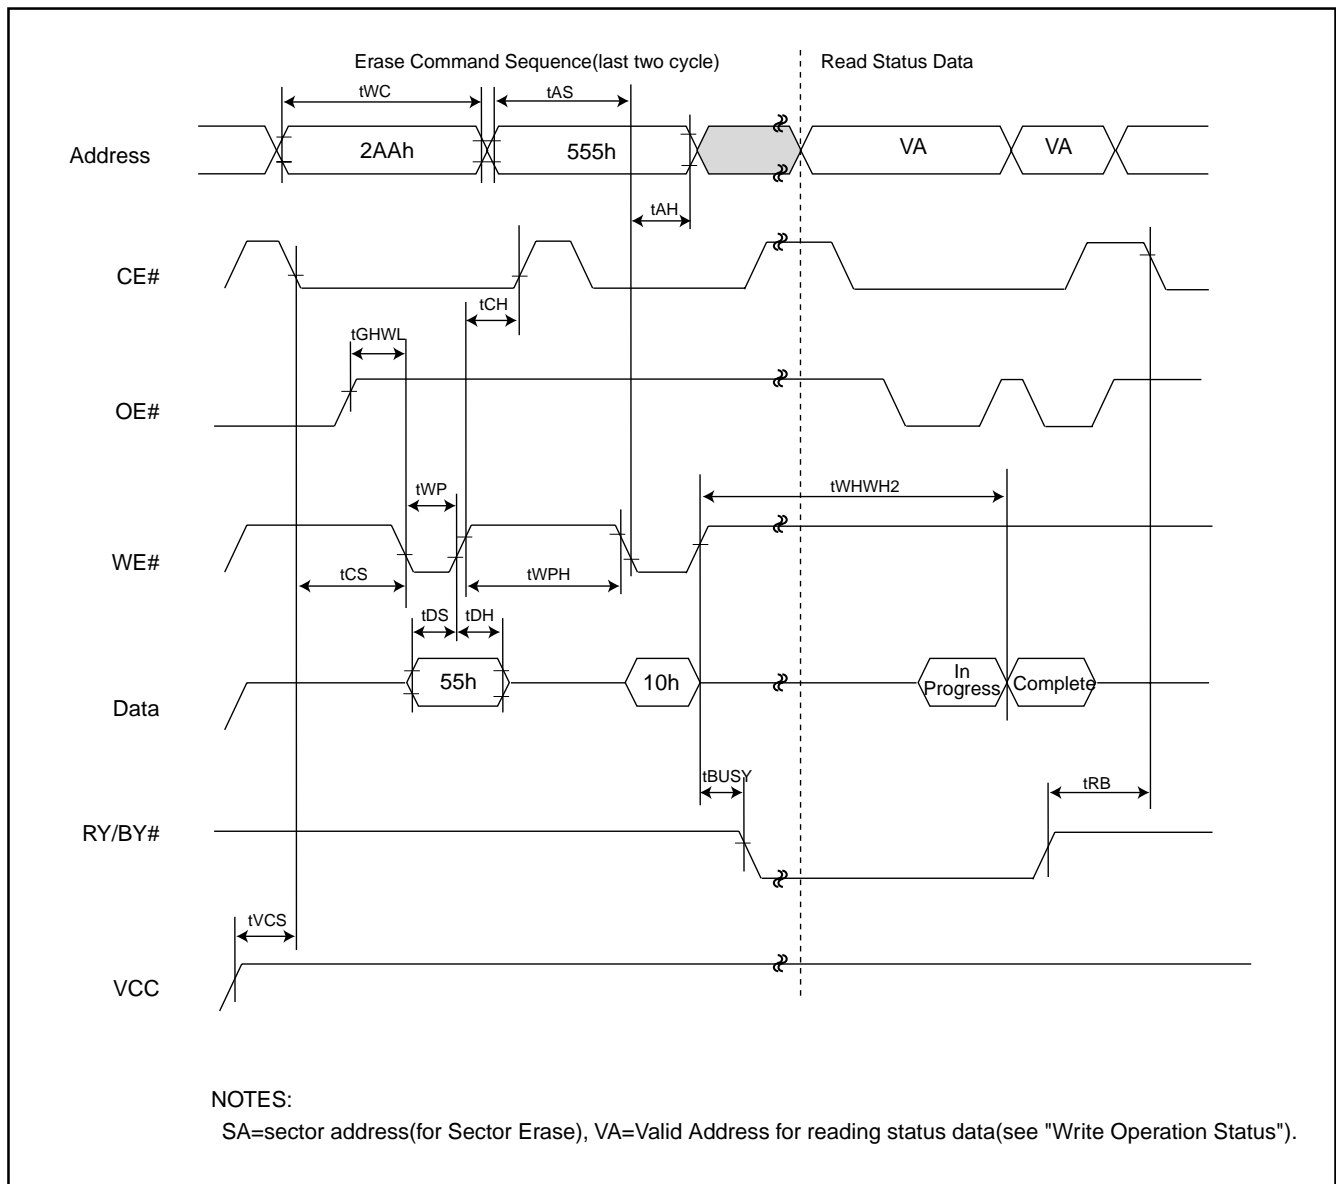 Erase Command Sequence(last two cycle)
Read Status Data
tWC
tAS
Address
2AAh
555h
VA
VA
tAH
CE#
tCH
tGHWL
OE#
tWP
tWHWH2
WE#
tCS
tWPH
tDS
tDH
Data
55h
10h
In
Progress
Complete
tBUSY
tRB
RY/BY#
tVCS
VCC
NOTES:
SA=sector address(for Sector Erase), VA=Valid Address for reading status data(see "Write Operation Status").